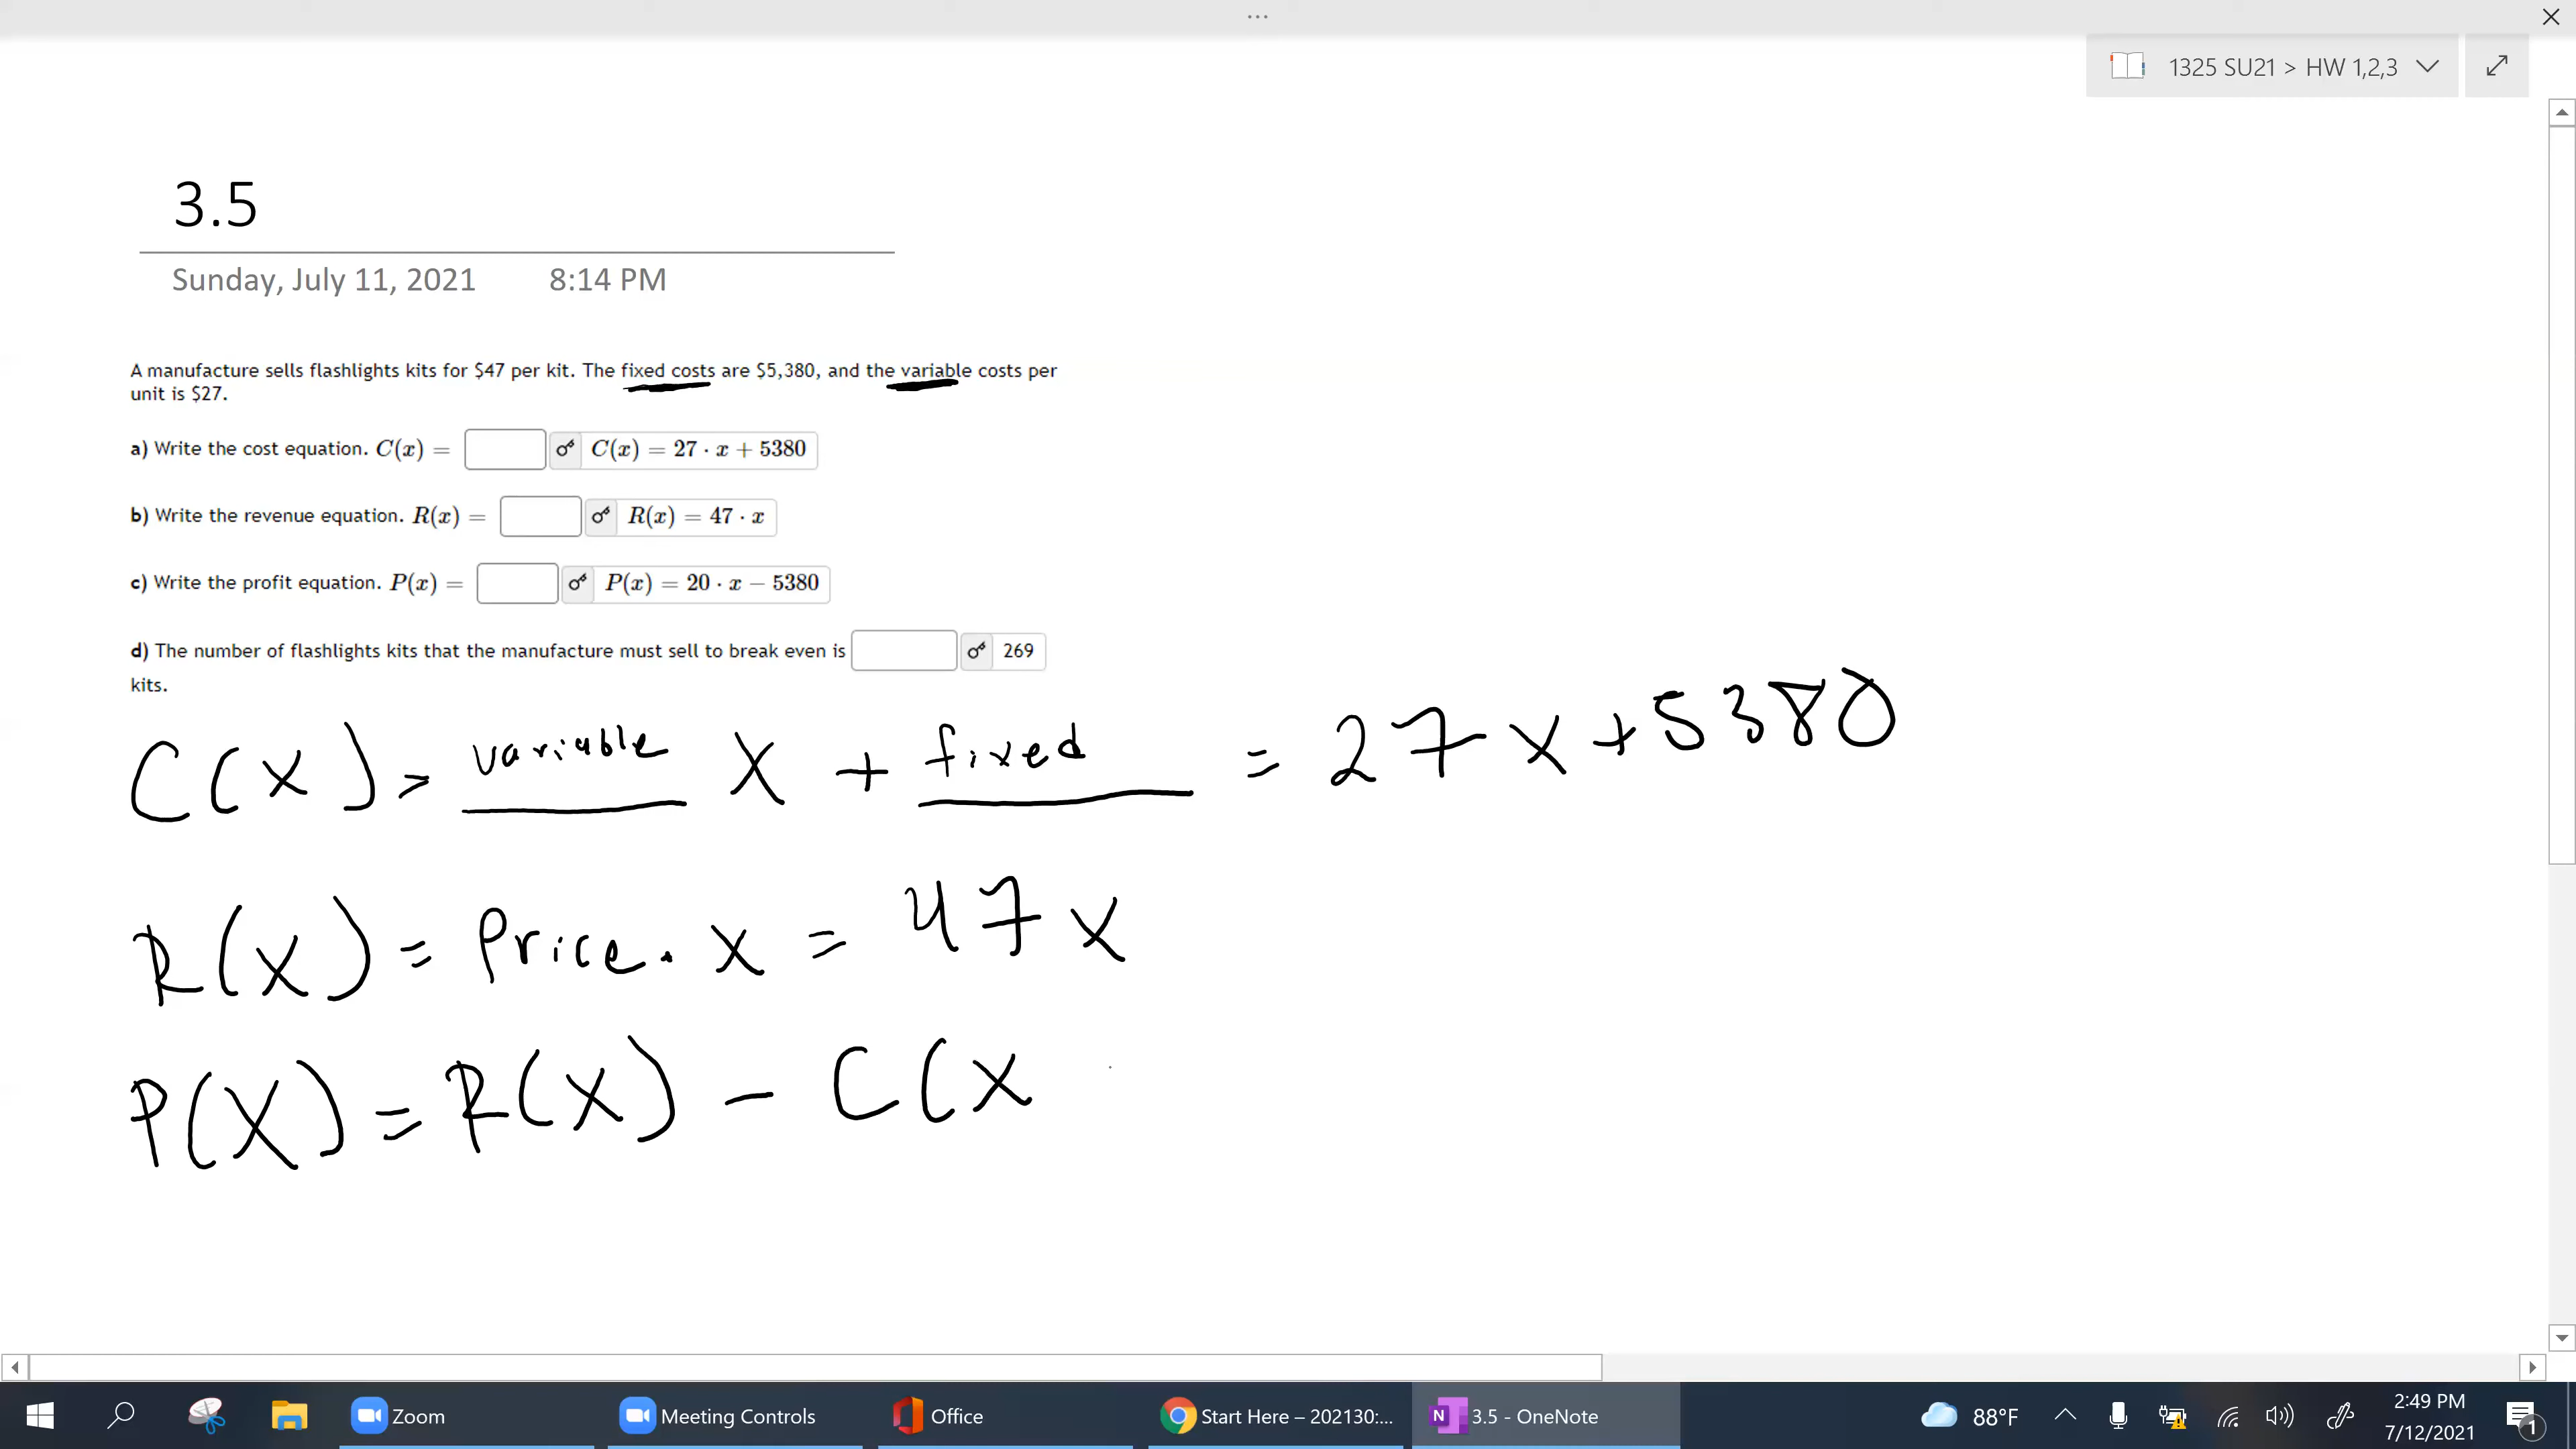 1325 SU21 > HW 1,2,3
3.5
Sunday, July 11, 2021 8:14 PM
A manufacture sells flashlights kits for $47 per kit. The fixed costs are $5,380, and the variable costs per
unit is $27.
a) Write the cost equation. C(x) = C(x) = 27 · x + 5380
b) Write the revenue equation. R(x) = R(x) = 47 · x
c) Write the profit equation. P(x) = P(x) = 20 · x − 5380
d) The number of flashlights kits that the manufacture must sell to break even is 269
kits.
C(x) = variable x + fixed = 27x+5380
R(x) = Price · x = 47x
P(x) = R(x) − C(x
Zoom Meeting Controls Office Start Here – 202130:... 3.5 - OneNote 88°F 2:49 PM
7/12/2021 1